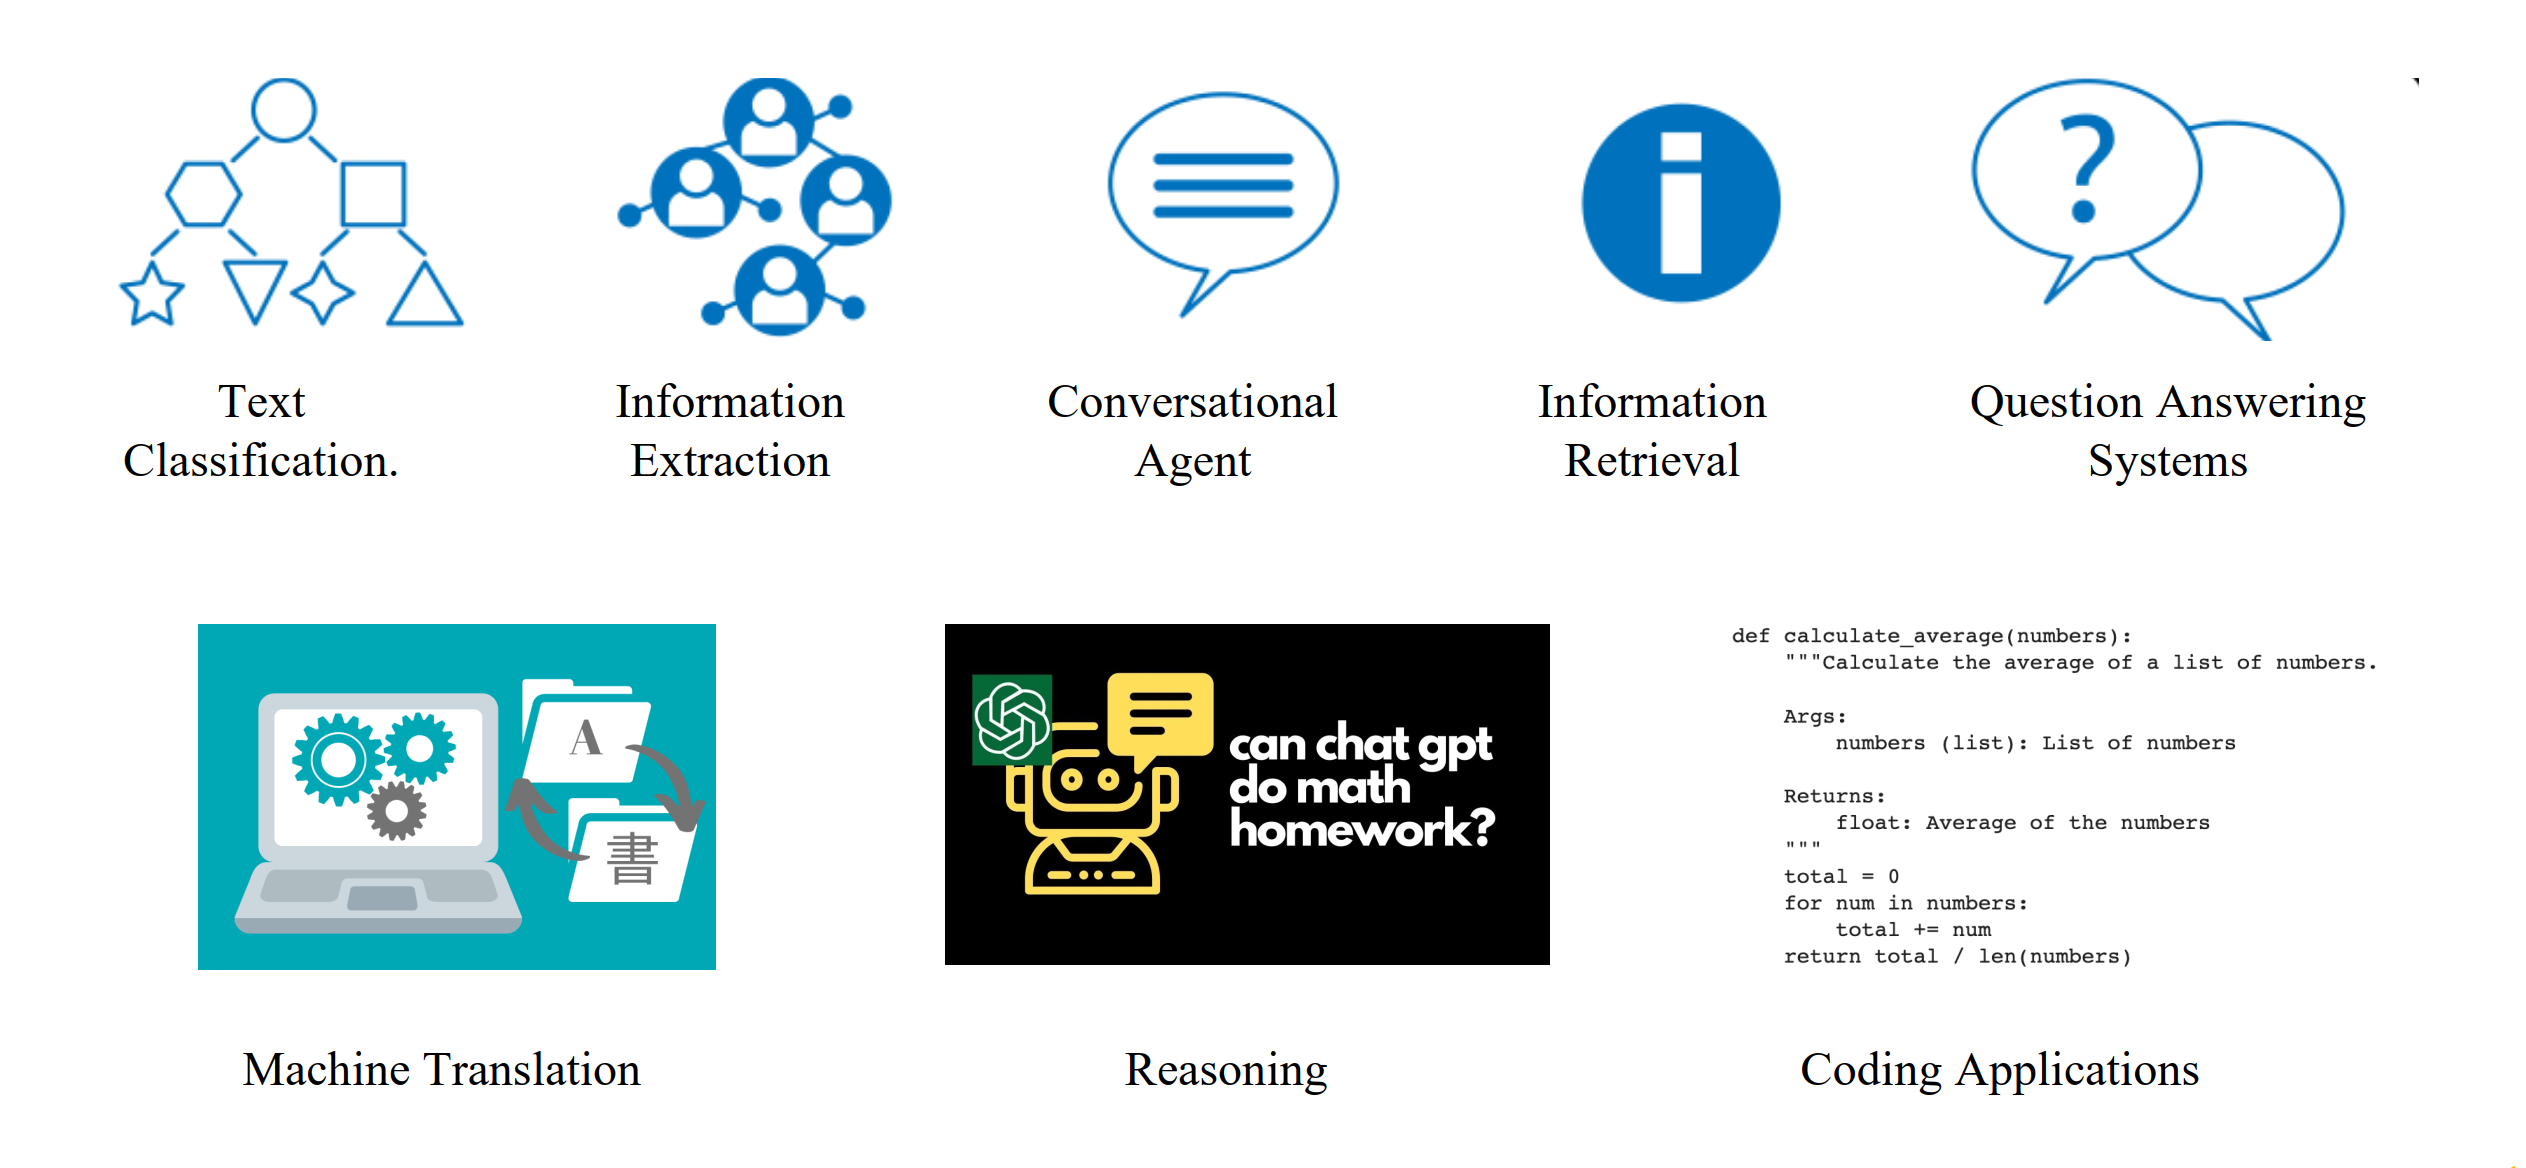 Text
Classification.
Information
Extraction
Conversational
Agent
Information
Retrieval
Question Answering
Systems
A
書
can chat gpt
do math
homework?
def calculate_average(numbers):
    """Calculate the average of a list of numbers.
    Args:
        numbers (list): List of numbers
    Returns:
        float: Average of the numbers
    """
    total = 0
    for num in numbers:
        total += num
    return total / len(numbers)
Machine Translation
Reasoning
Coding Applications